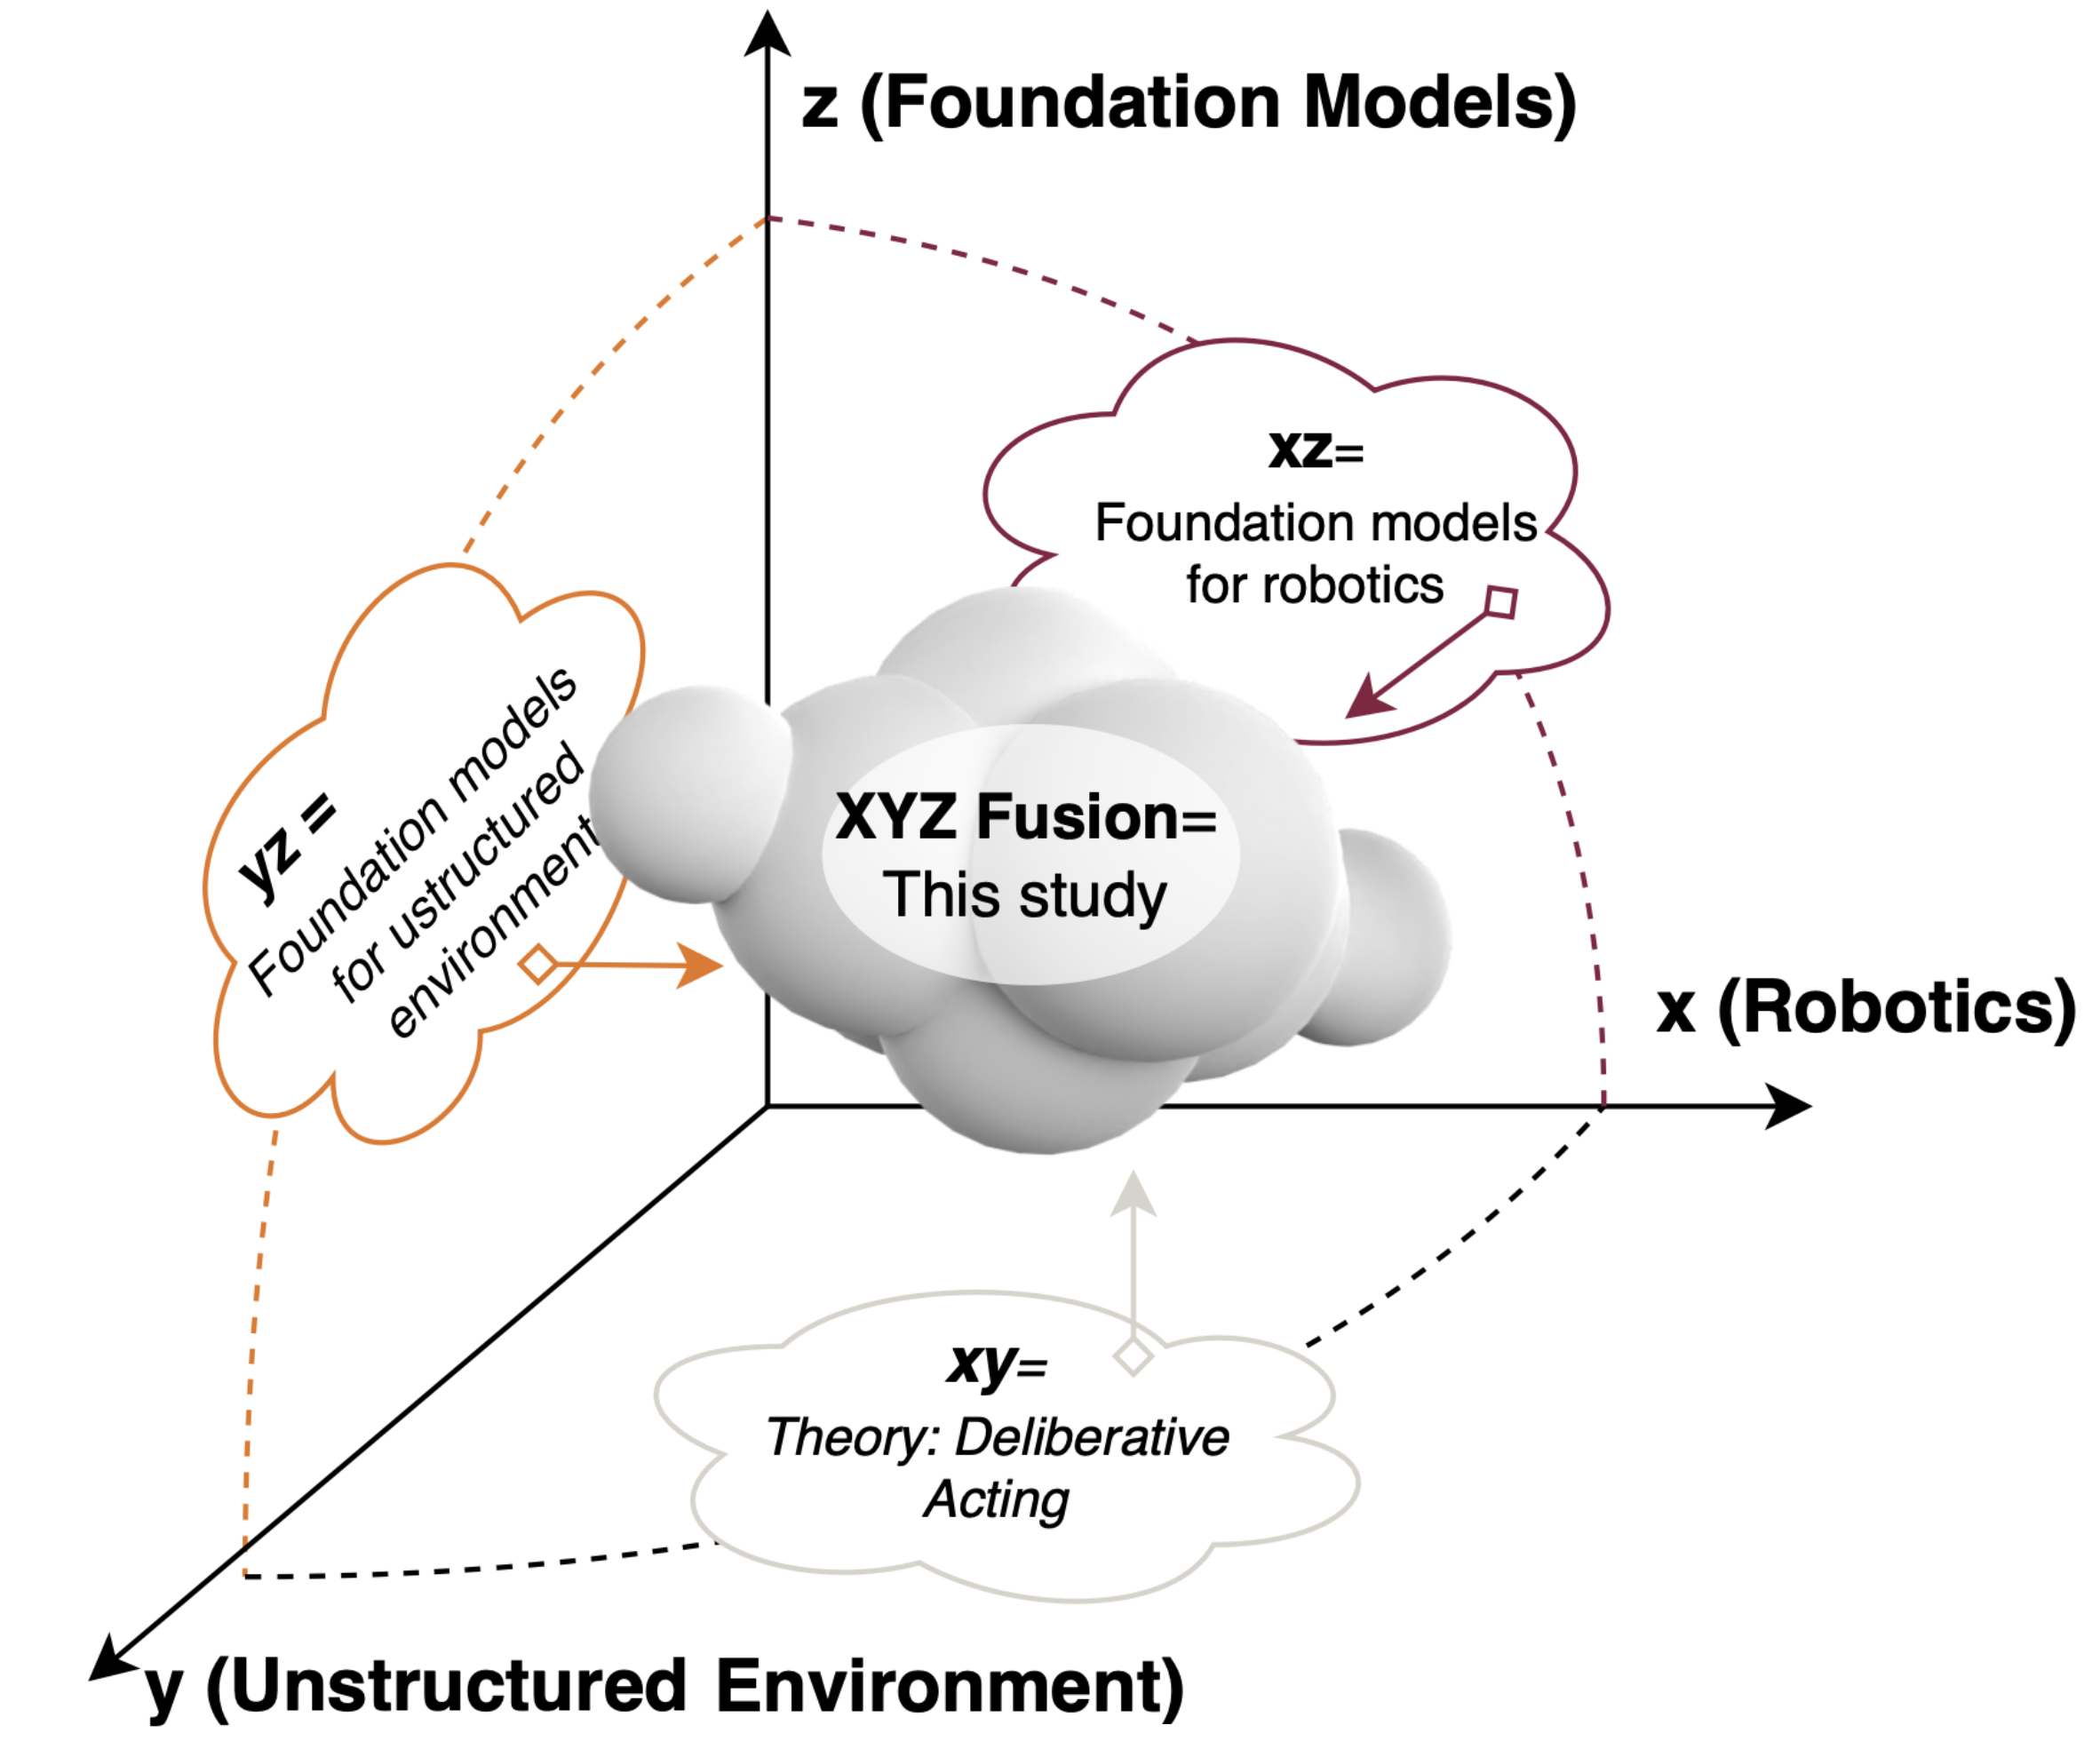 z (Foundation Models)
xz=
Foundation models
for robotics
yz =
Foundation models
for ustructured
environment
XYZ Fusion=
This study
x (Robotics)
xy=
Theory: Deliberative
Acting
y (Unstructured Environment)